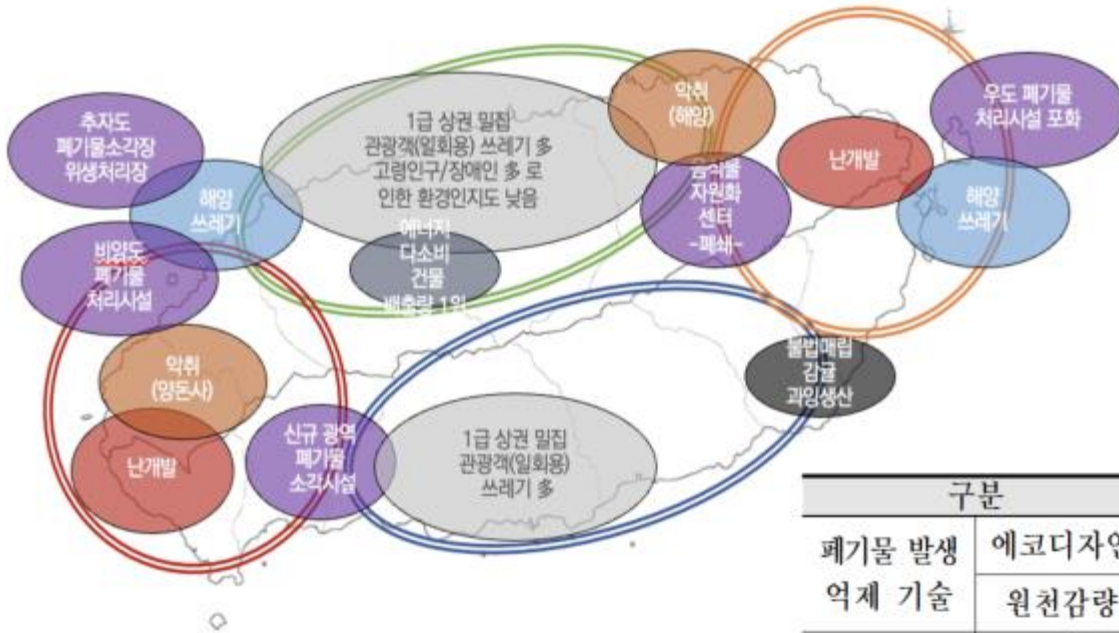 추자도
폐기물소각장
위생처리장
해양
쓰레기
비양도
폐기물
처리시설
1급 상권 밀집
관광객(일회용) 쓰레기 多
고령인구/장애인 多 로
인한 환경인지도 낮음
에너지
다소비
건물
배출량 1위
악취
(해양)
음식물
자원화
센터
-폐쇄-
난개발
우도 폐기물
처리시설 포화
해양
쓰레기
악취
(양돈사)
난개발
신규 광역
폐기물
소각시설
1급 상권 밀집
관광객(일회용)
쓰레기 多
불법매립
감귤
과잉생산
구분
폐기물 발생
억제 기술
에코디자인
원천감량